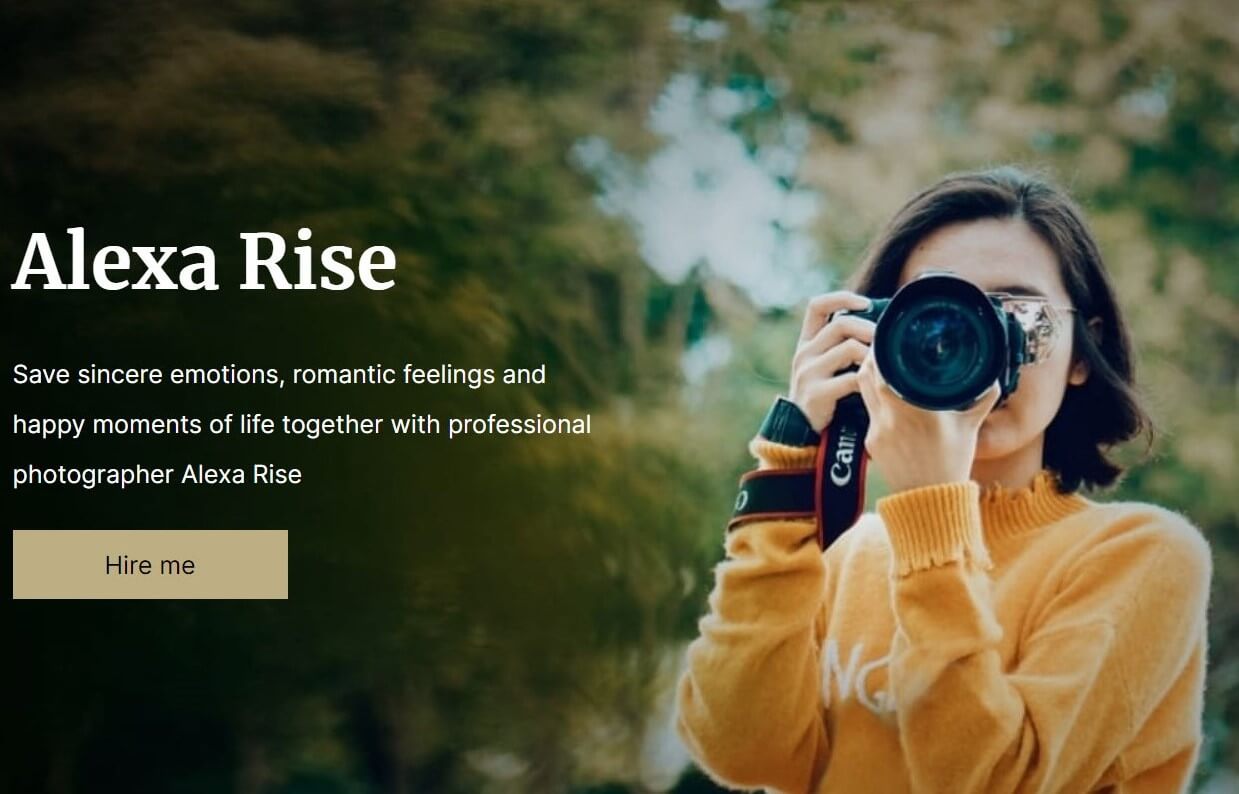 Alexa Rise
Save sincere emotions, romantic feelings and
happy moments of life together with professional
photographer Alexa Rise
Hire me
NG